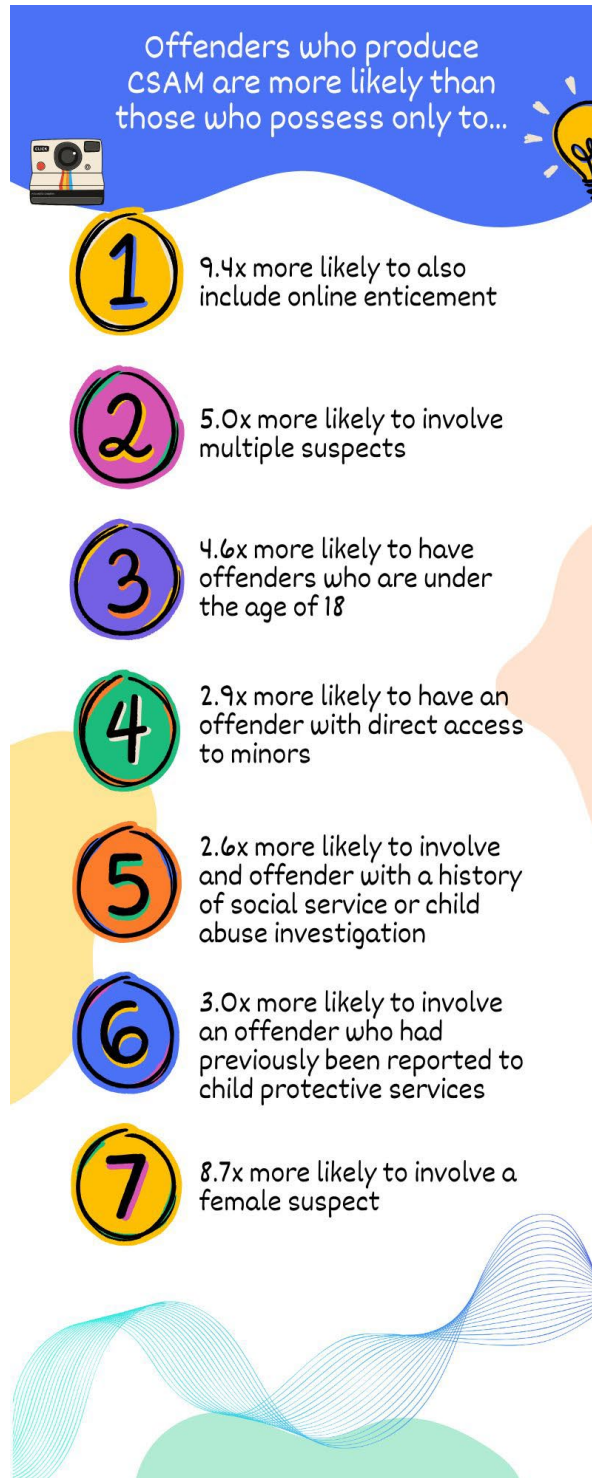 Offenders who produce
CSAM are more likely than
those who possess only to...
CLICK
1
9.4x more likely to also
include online enticement
2
5.0x more likely to involve
multiple suspects
3
4.6x more likely to have
offenders who are under
the age of 18
4
2.9x more likely to have an
offender with direct access
to minors
5
2.6x more likely to involve
and offender with a history
of social service or child
abuse investigation
6
3.0x more likely to involve
an offender who had
previously been reported to
child protective services
7
8.7x more likely to involve a
female suspect